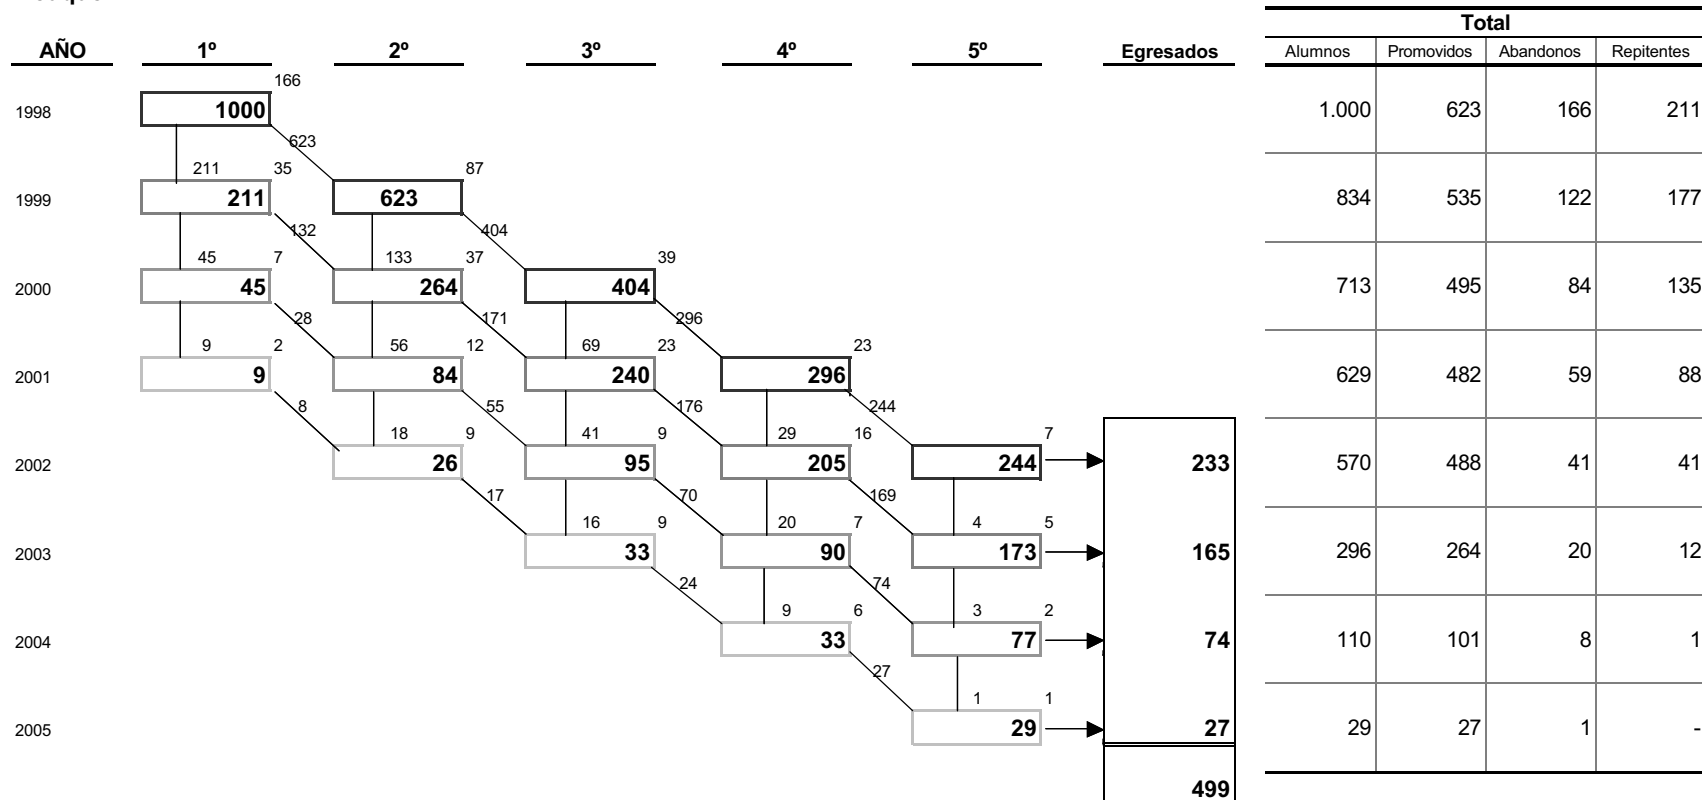 Total
AÑO 1º 2º 3º 4º 5º Egresados Alumnos Promovidos Abandonos Repitentes
166
1998 1000 1.000 623 166 211
623
211 35 87
1999 211 623 834 535 122 177
132 404
45 7 133 37 39
2000 45 264 404 713 495 84 135
28 171 296
9 2 56 12 69 23 23
2001 9 84 240 296 629 482 59 88
8 55 176 244
18 9 41 9 29 16 7
2002 26 95 205 244 233 570 488 41 41
17 70 169
16 9 20 7 4 5
2003 33 90 173 165 296 264 20 12
24 74
9 6 3 2
2004 33 77 74 110 101 8 1
27
1 1
2005 29 27 29 27 1 -
499